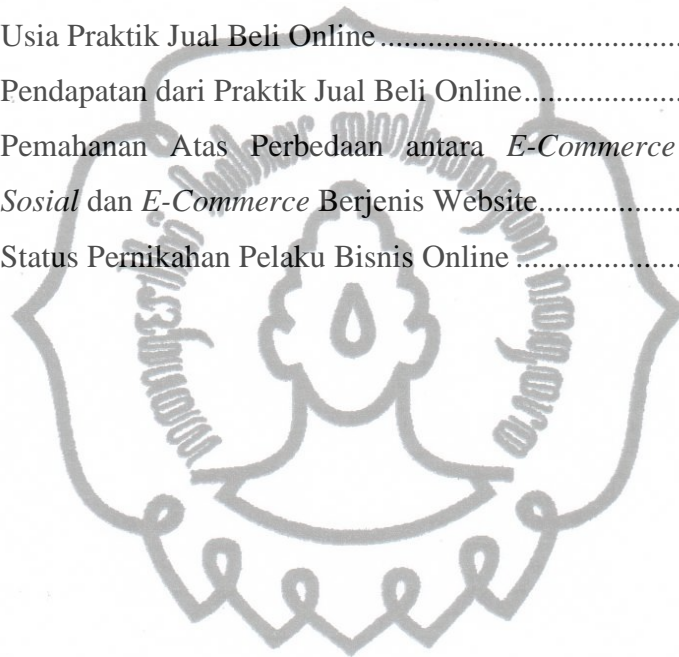 Usia Praktik Jual Beli Online..................................................
Pendapatan dari Praktik Jual Beli Online..........................
Pemahanan Atas Perbedaan antara E-Commerce
Sosial dan E-Commerce Berjenis Website........................
Status Pernikahan Pelaku Bisnis Online ...........................